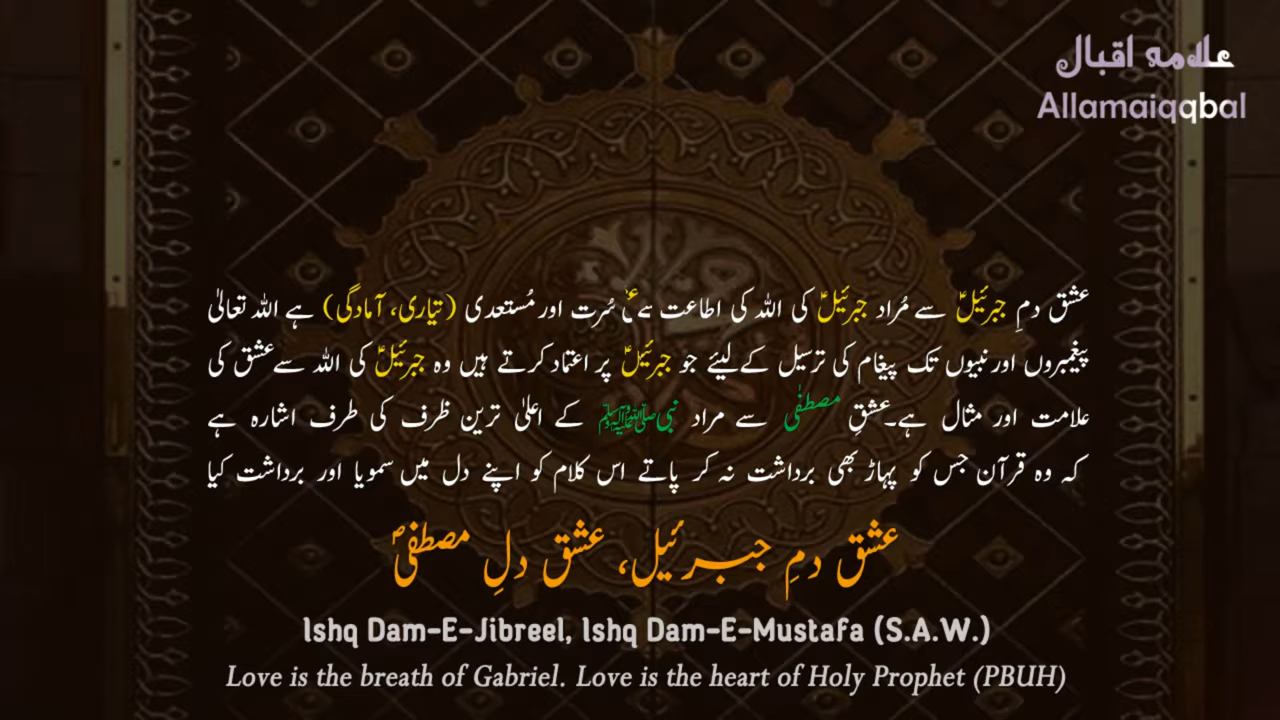 علامہ اقبال
Allamaiqqbal
عشق دمِ جبرئیلؑ سے مُراد جبرئیلؑ کی اللہ کی اطاعت سے سُرت اور مُستعدی (تیاری، آمادگی) ہے اللہ تعالیٰ
پیغمبروں اور نبیوں تک پیغام کی ترسیل کے لیئے جو جبرئیلؑ پر اعتماد کرتے ہیں وہ جبرئیلؑ کی اللہ سے عشق کی
علامت اور مثال ہے۔عشقِ مصطفٰی سے مراد نبیﷺ کے اعلیٰ ترین ظرف کی طرف اشارہ ہے
کہ وہ قرآن جس کو پہاڑ بھی برداشت نہ کر پاتے اس کلام کو اپنے دل میں سمویا اور برداشت کیا
عشق دمِ جبرئیل، عشق دلِ مصطفیؐ
Ishq Dam-E-Jibreel, Ishq Dam-E-Mustafa (S.A.W.)
Love is the breath of Gabriel. Love is the heart of Holy Prophet (PBUH)